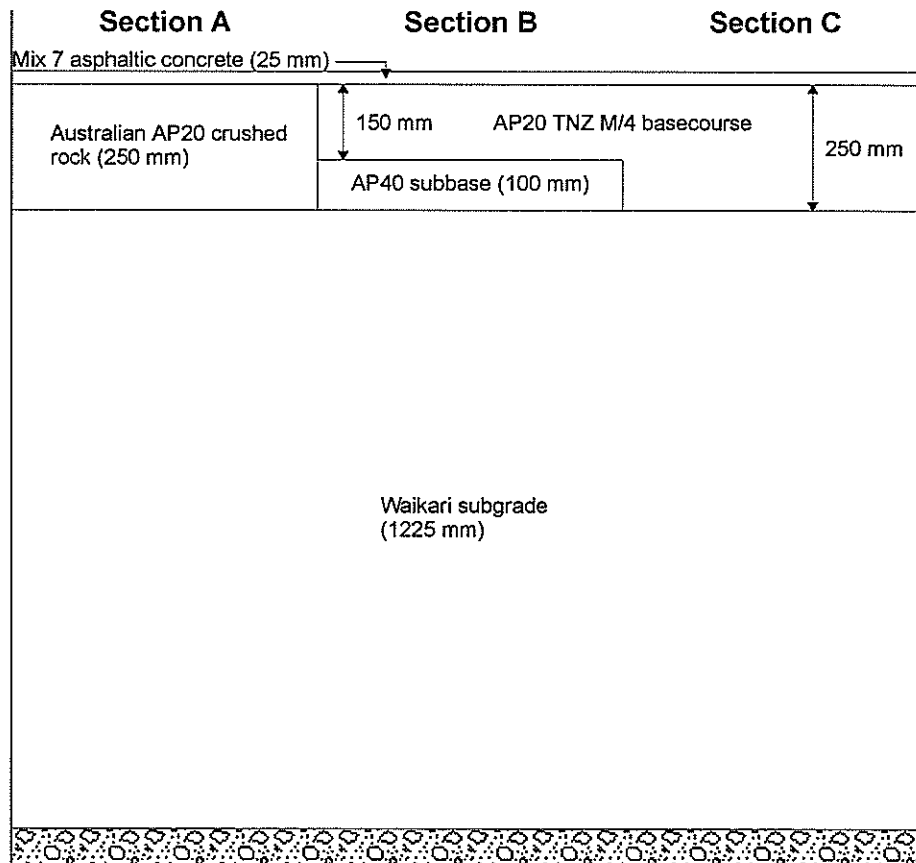 Section A
Section B
Section C
Mix 7 asphaltic concrete (25 mm)
Australian AP20 crushed
rock (250 mm)
150 mm
AP20 TNZ M/4 basecourse
250 mm
AP40 subbase (100 mm)
Waikari subgrade
(1225 mm)